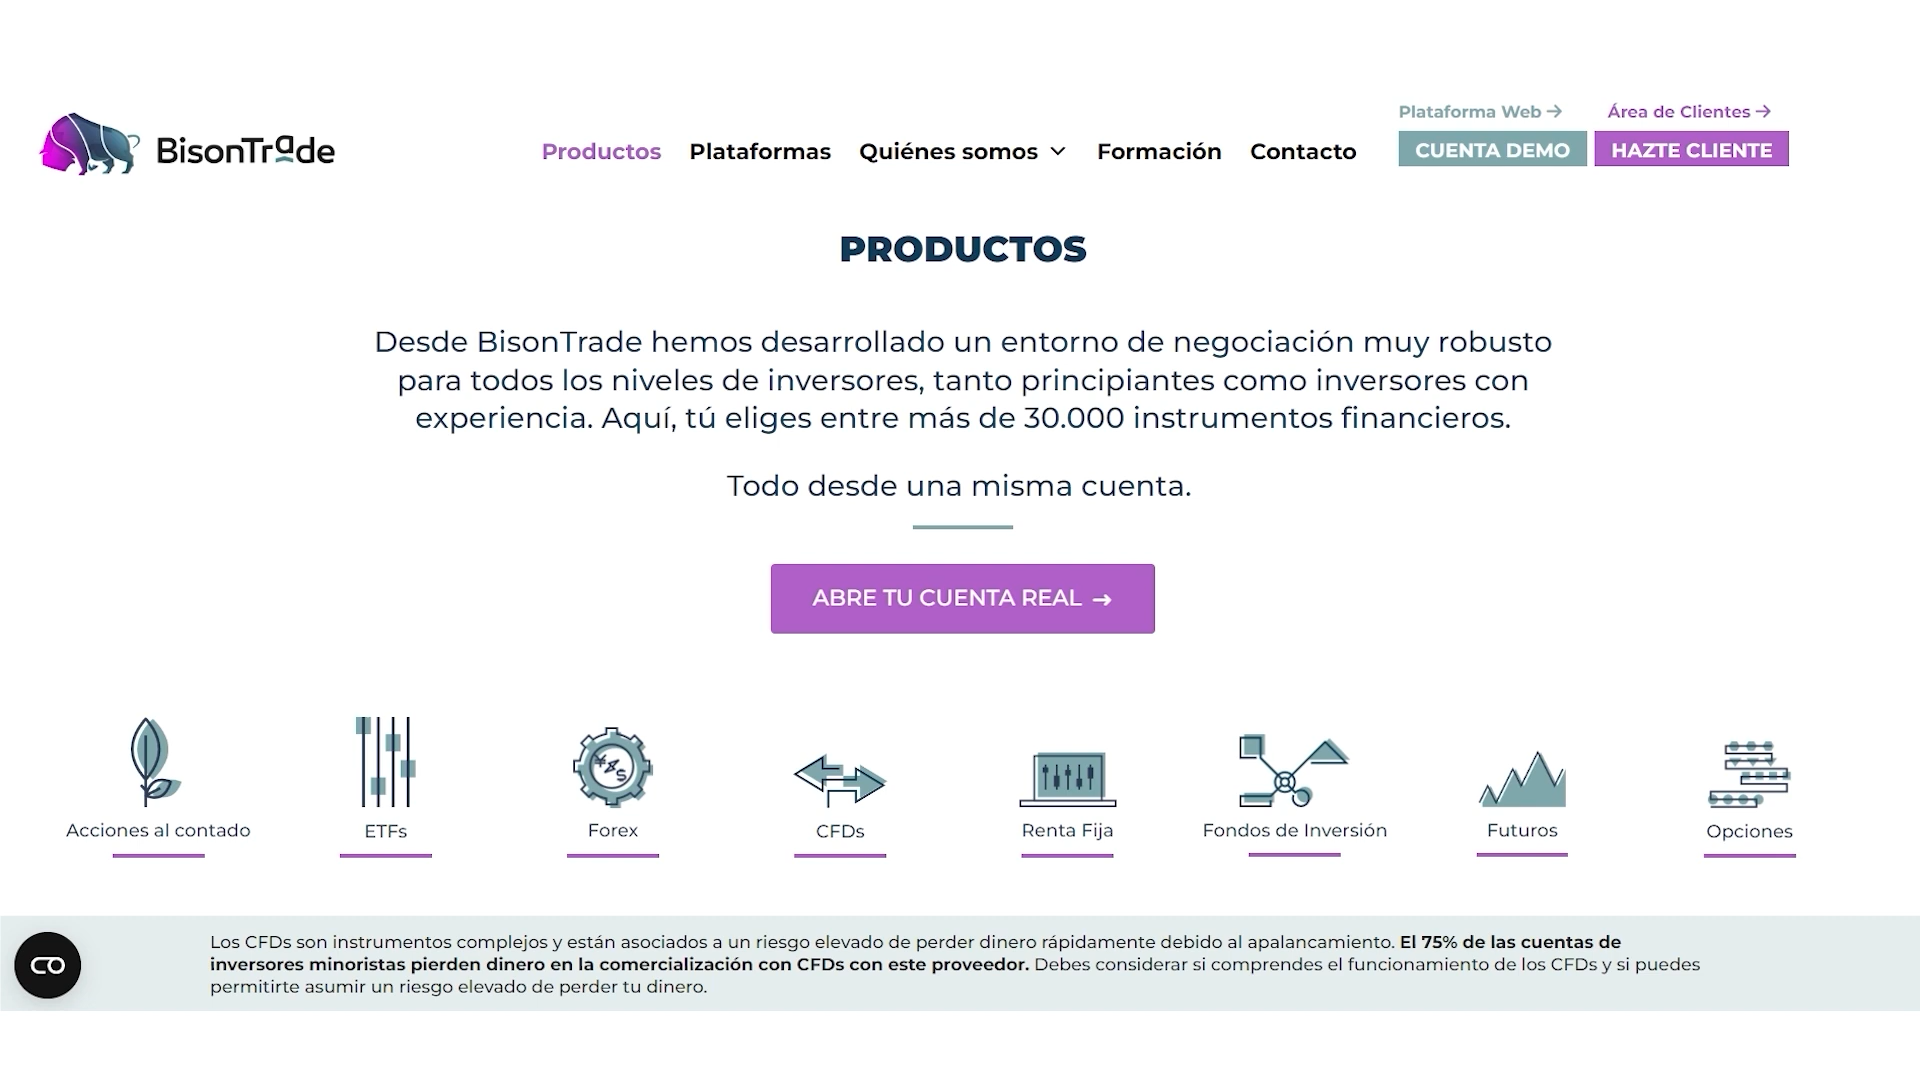 BisonTrade
Productos
Plataformas
Quiénes somos
Formación
Contacto
Plataforma Web →
Área de Clientes →
CUENTA DEMO
HAZTE CLIENTE
PRODUCTOS
Desde BisonTrade hemos desarrollado un entorno de negociación muy robusto
para todos los niveles de inversores, tanto principiantes como inversores con
experiencia. Aquí, tú eliges entre más de 30.000 instrumentos financieros.
Todo desde una misma cuenta.
ABRE TU CUENTA REAL →
Acciones al contado
ETFs
Forex
CFDs
Renta Fija
Fondos de Inversión
Futuros
Opciones
Los CFDs son instrumentos complejos y están asociados a un riesgo elevado de perder dinero rápidamente debido al apalancamiento. El 75% de las cuentas de
inversores minoristas pierden dinero en la comercialización con CFDs con este proveedor. Debes considerar si comprendes el funcionamiento de los CFDs y si puedes
permitirte asumir un riesgo elevado de perder tu dinero.